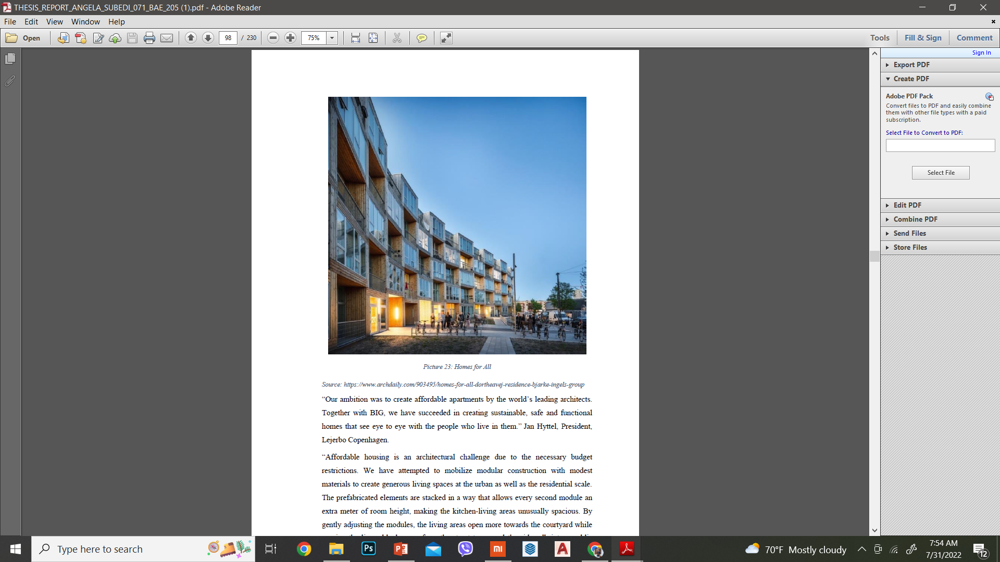 THESIS_REPORT_ANGELA_SUBEDI_071_BAE_205 (1).pdf - Adobe Reader
File Edit View Window Help
Open 98 / 230 75% Tools Fill & Sign Comment
Sign In
Export PDF
Create PDF
Adobe PDF Pack
Convert files to PDF and easily combine
them with other file types with a paid
subscription.
Select File to Convert to PDF:
Select File
Edit PDF
Combine PDF
Send Files
Store Files
Picture 23: Homes for All
Source: https://www.archdaily.com/903495/homes-for-all-dortheavej-residence-bjarke-ingels-group
“Our ambition was to create affordable apartments by the world’s leading architects.
Together with BIG, we have succeeded in creating sustainable, safe and functional
homes that see eye to eye with the people who live in them.” Jan Hyttel, President,
Lejerbo Copenhagen.
“Affordable housing is an architectural challenge due to the necessary budget
restrictions. We have attempted to mobilize modular construction with modest
materials to create generous living spaces at the urban as well as the residential scale.
The prefabricated elements are stacked in a way that allows every second module an
extra meter of room height, making the kitchen-living areas unusually spacious. By
gently adjusting the modules, the living areas open more towards the courtyard while
Type here to search
Ps
mi
70°F Mostly cloudy
7:54 AM
7/31/2022
12